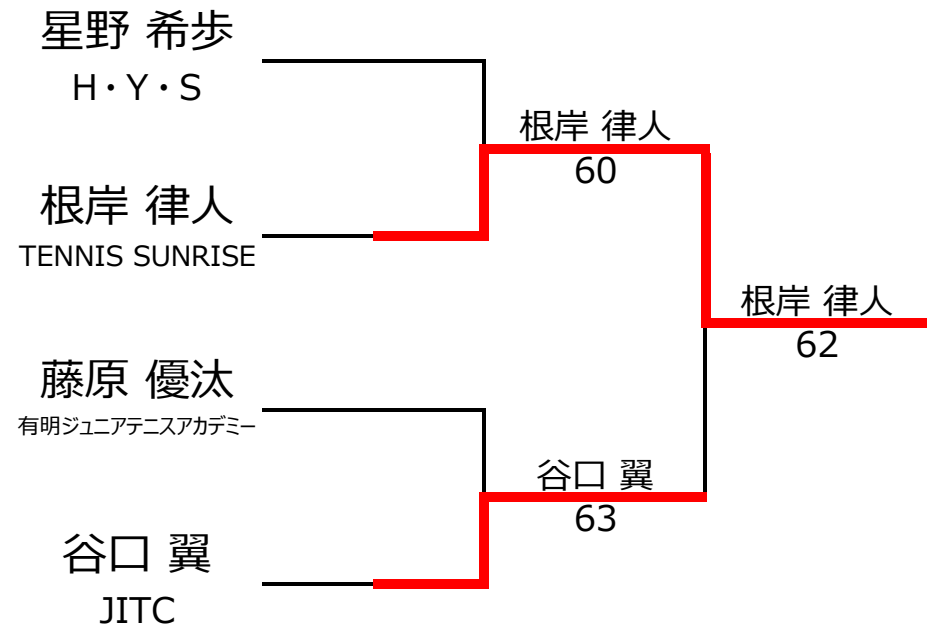 星野 希歩
H・Y・S
根岸 律人
60
根岸 律人
TENNIS SUNRISE
根岸 律人
62
藤原 優汰
有明ジュニアテニスアカデミー
谷口 翼
63
谷口 翼
JITC